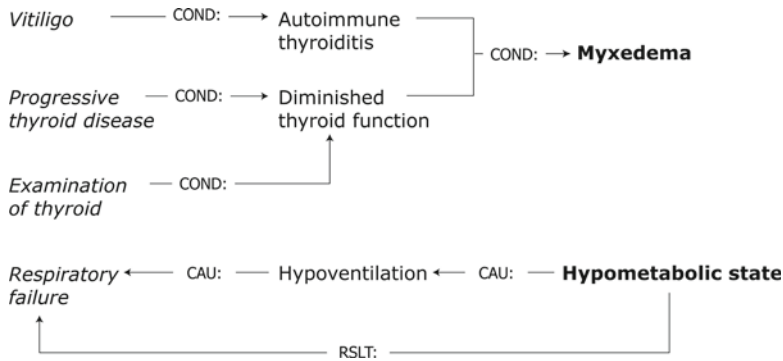 Vitiligo COND: Autoimmune
thyroiditis
COND: Myxedema
Progressive COND: Diminished
thyroid disease thyroid function
Examination COND:
of thyroid
Respiratory CAU: Hypoventilation CAU: Hypometabolic state
failure
RSLT: